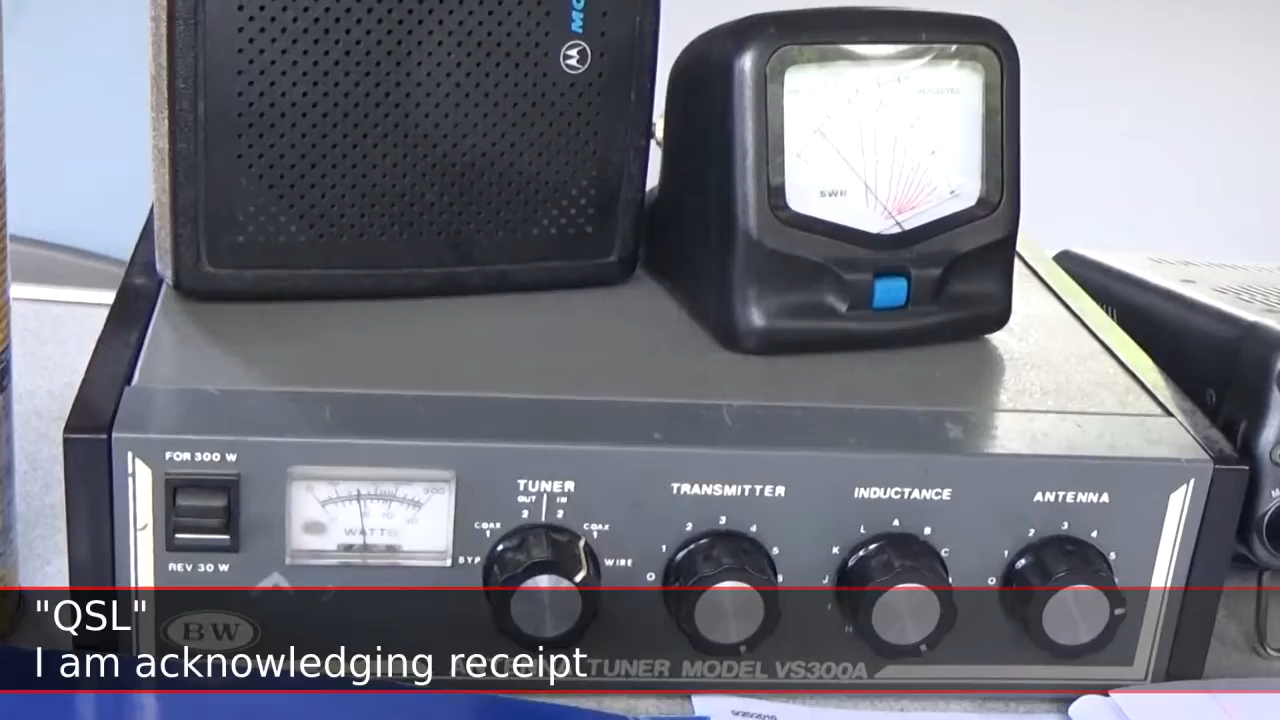 MO
SWR
FOR 300 W
REV 30 W
300
WATTS
TUNER
OUT IN
2 2
COAX 1
COAX 1
BYP
WIRE
TRANSMITTER
0 1 2 3 4 5
INDUCTANCE
H I J K L A B C
ANTENNA
0 1 2 3 4 5
BW
TUNER MODEL VS300A
"QSL"
I am acknowledging receipt